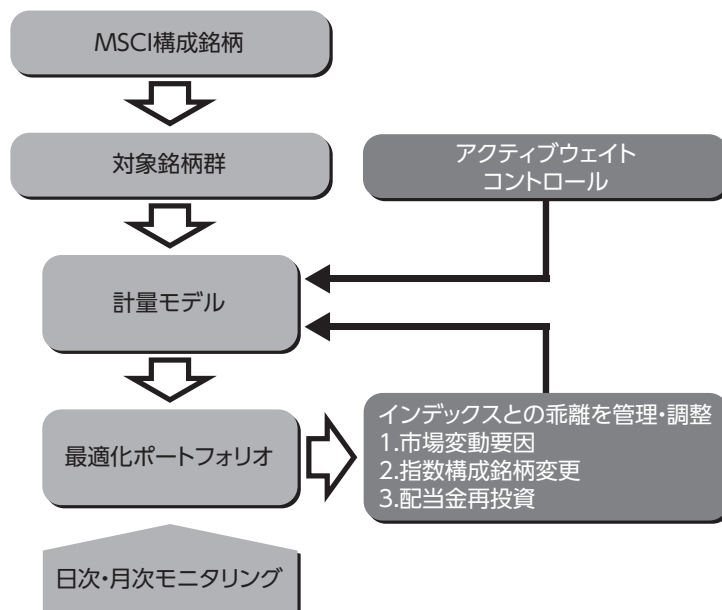 MSCI構成銘柄
対象銘柄群
アクティブウェイト
コントロール
計量モデル
最適化ポートフォリオ
インデックスとの乖離を管理・調整
1.市場変動要因
2.指数構成銘柄変更
3.配当金再投資
日次・月次モニタリング